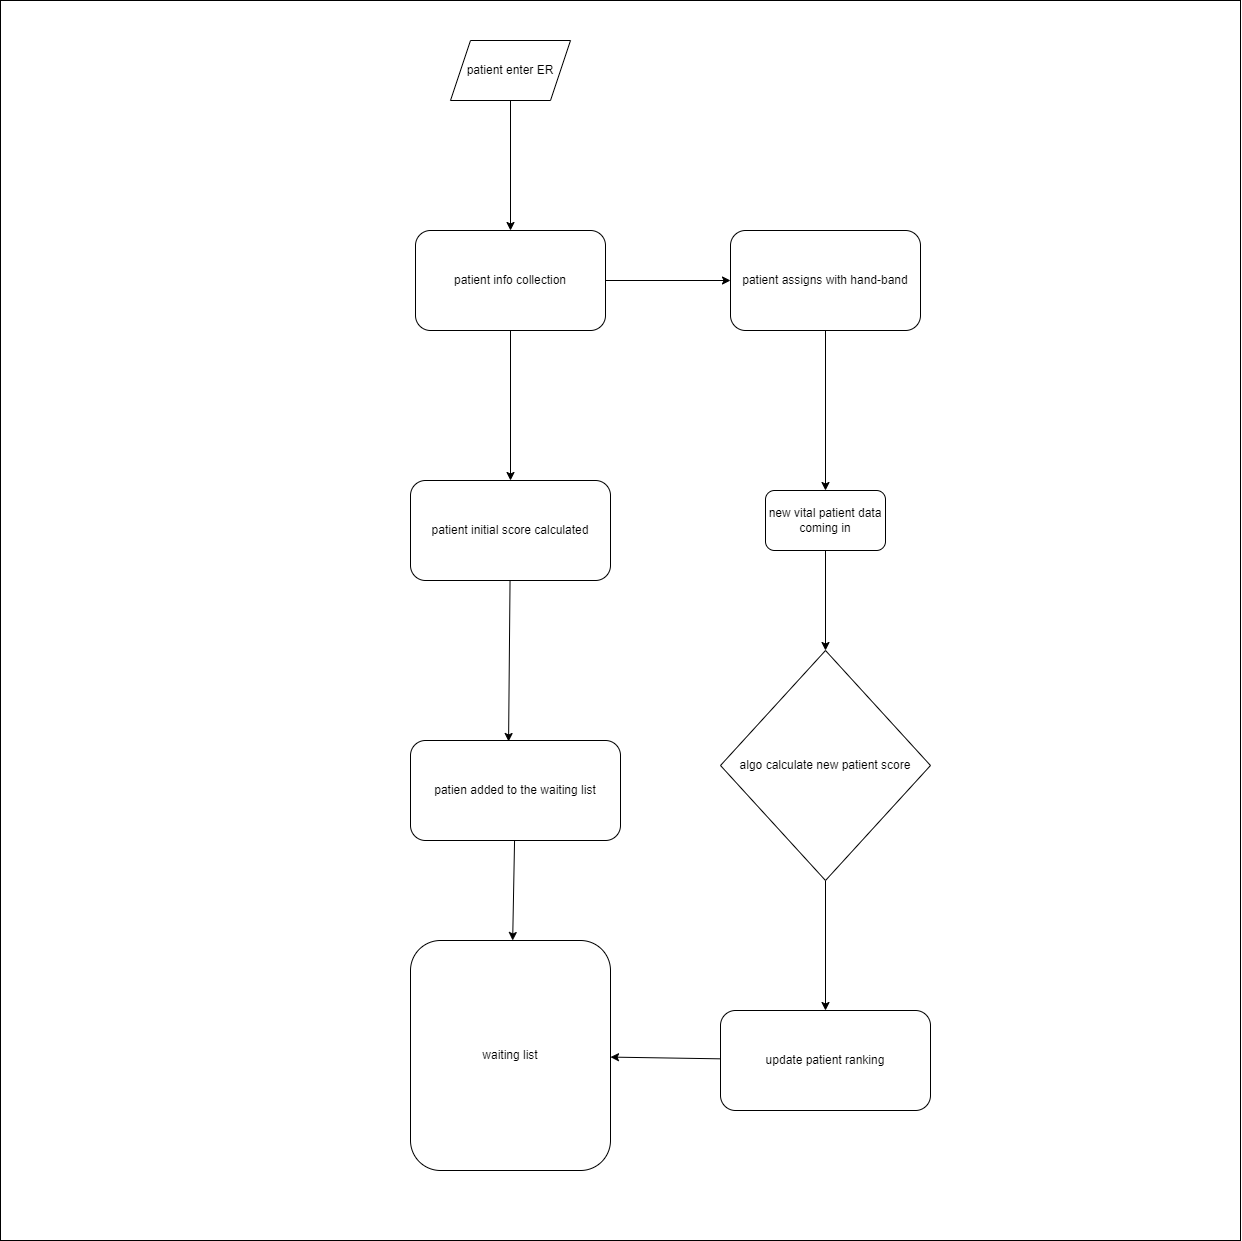 patient enter ER
patient info collection
patient assigns with hand-band
patient initial score calculated
new vital patient data
coming in
algo calculate new patient score
patien added to the waiting list
waiting list
update patient ranking